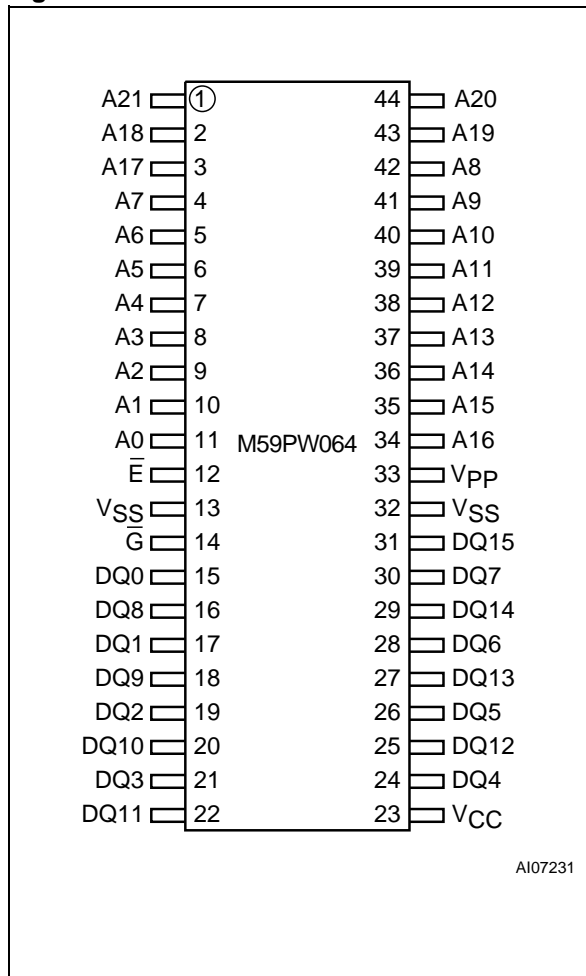 A21 1 44 A20
A18 2 43 A19
A17 3 42 A8
A7 4 41 A9
A6 5 40 A10
A5 6 39 A11
A4 7 38 A12
A3 8 37 A13
A2 9 36 A14
A1 10 35 A15
A0 11 M59PW064 34 A16
E̅ 12 33 VPP
VSS 13 32 VSS
G̅ 14 31 DQ15
DQ0 15 30 DQ7
DQ8 16 29 DQ14
DQ1 17 28 DQ6
DQ9 18 27 DQ13
DQ2 19 26 DQ5
DQ10 20 25 DQ12
DQ3 21 24 DQ4
DQ11 22 23 VCC
AI07231